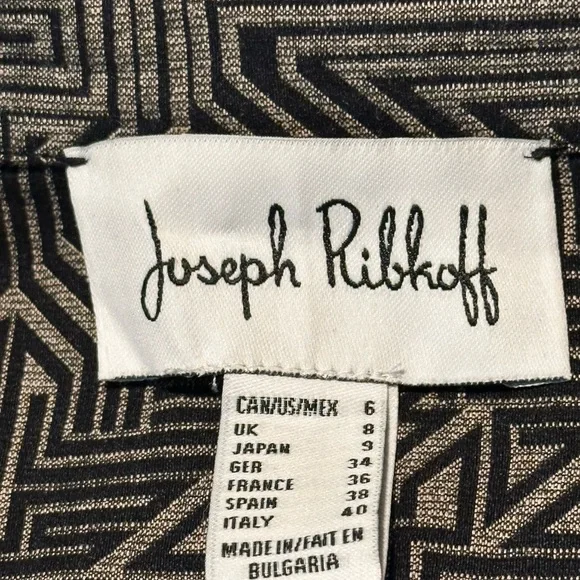 Joseph Ribkoff
CAN/US/MEX 6
UK 8
JAPAN 9
GER 34
FRANCE 36
SPAIN 38
ITALY 40
MADE IN/FAIT EN
BULGARIA